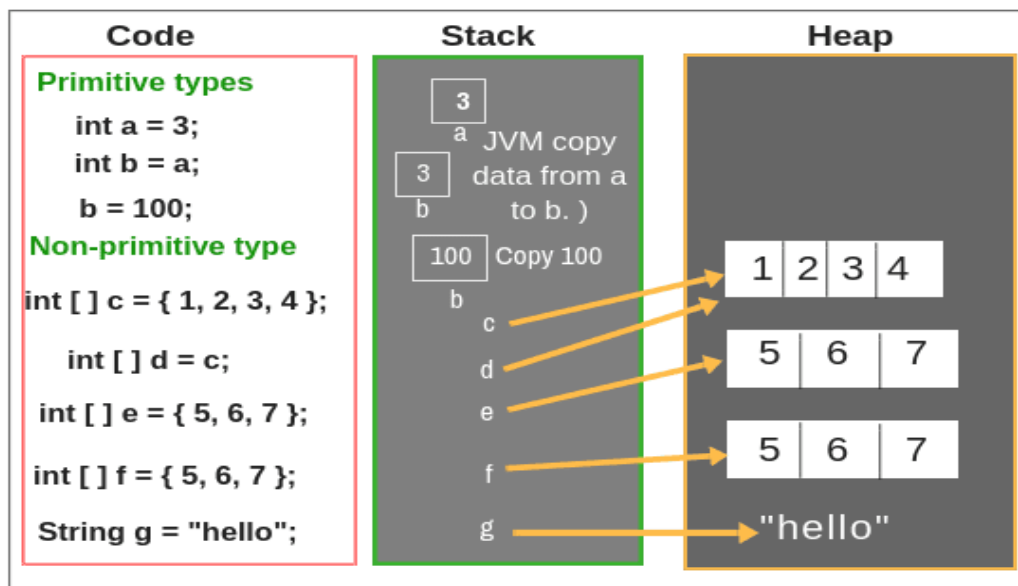 Code
Primitive types
int a = 3;
int b = a;
b = 100;
Non-primitive type
int [ ] c = { 1, 2, 3, 4 };
int [ ] d = c;
int [ ] e = { 5, 6, 7 };
int [ ] f = { 5, 6, 7 };
String g = "hello";
Stack
3
a
JVM copy
data from a
to b. )
3
b
100 Copy 100
b
c
d
e
f
g
Heap
1 2 3 4
5 6 7
5 6 7
"hello"